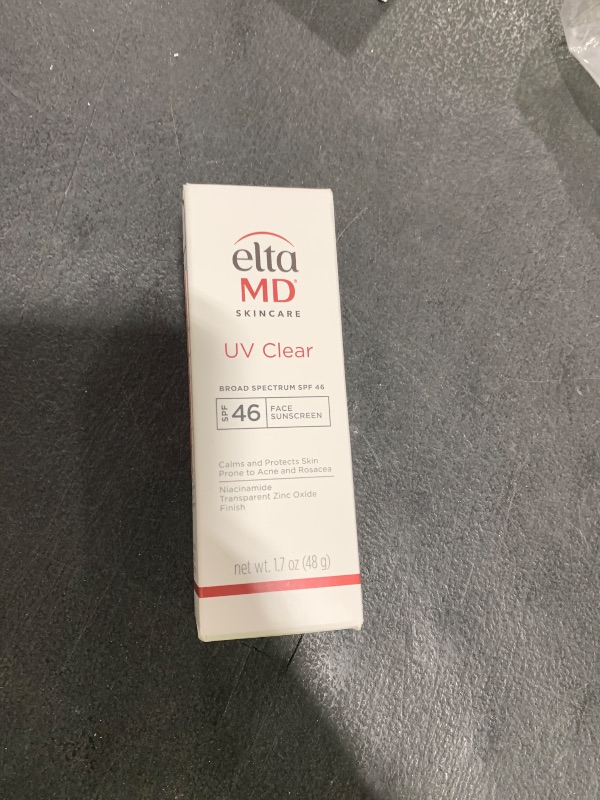 elta
MD®
SKINCARE
UV Clear
BROAD SPECTRUM SPF 46
SPF 46 FACE
SUNSCREEN
Calms and Protects Skin
Prone to Acne and Rosacea
Niacinamide
Transparent Zinc Oxide
Finish
net wt. 1.7 oz (48 g)